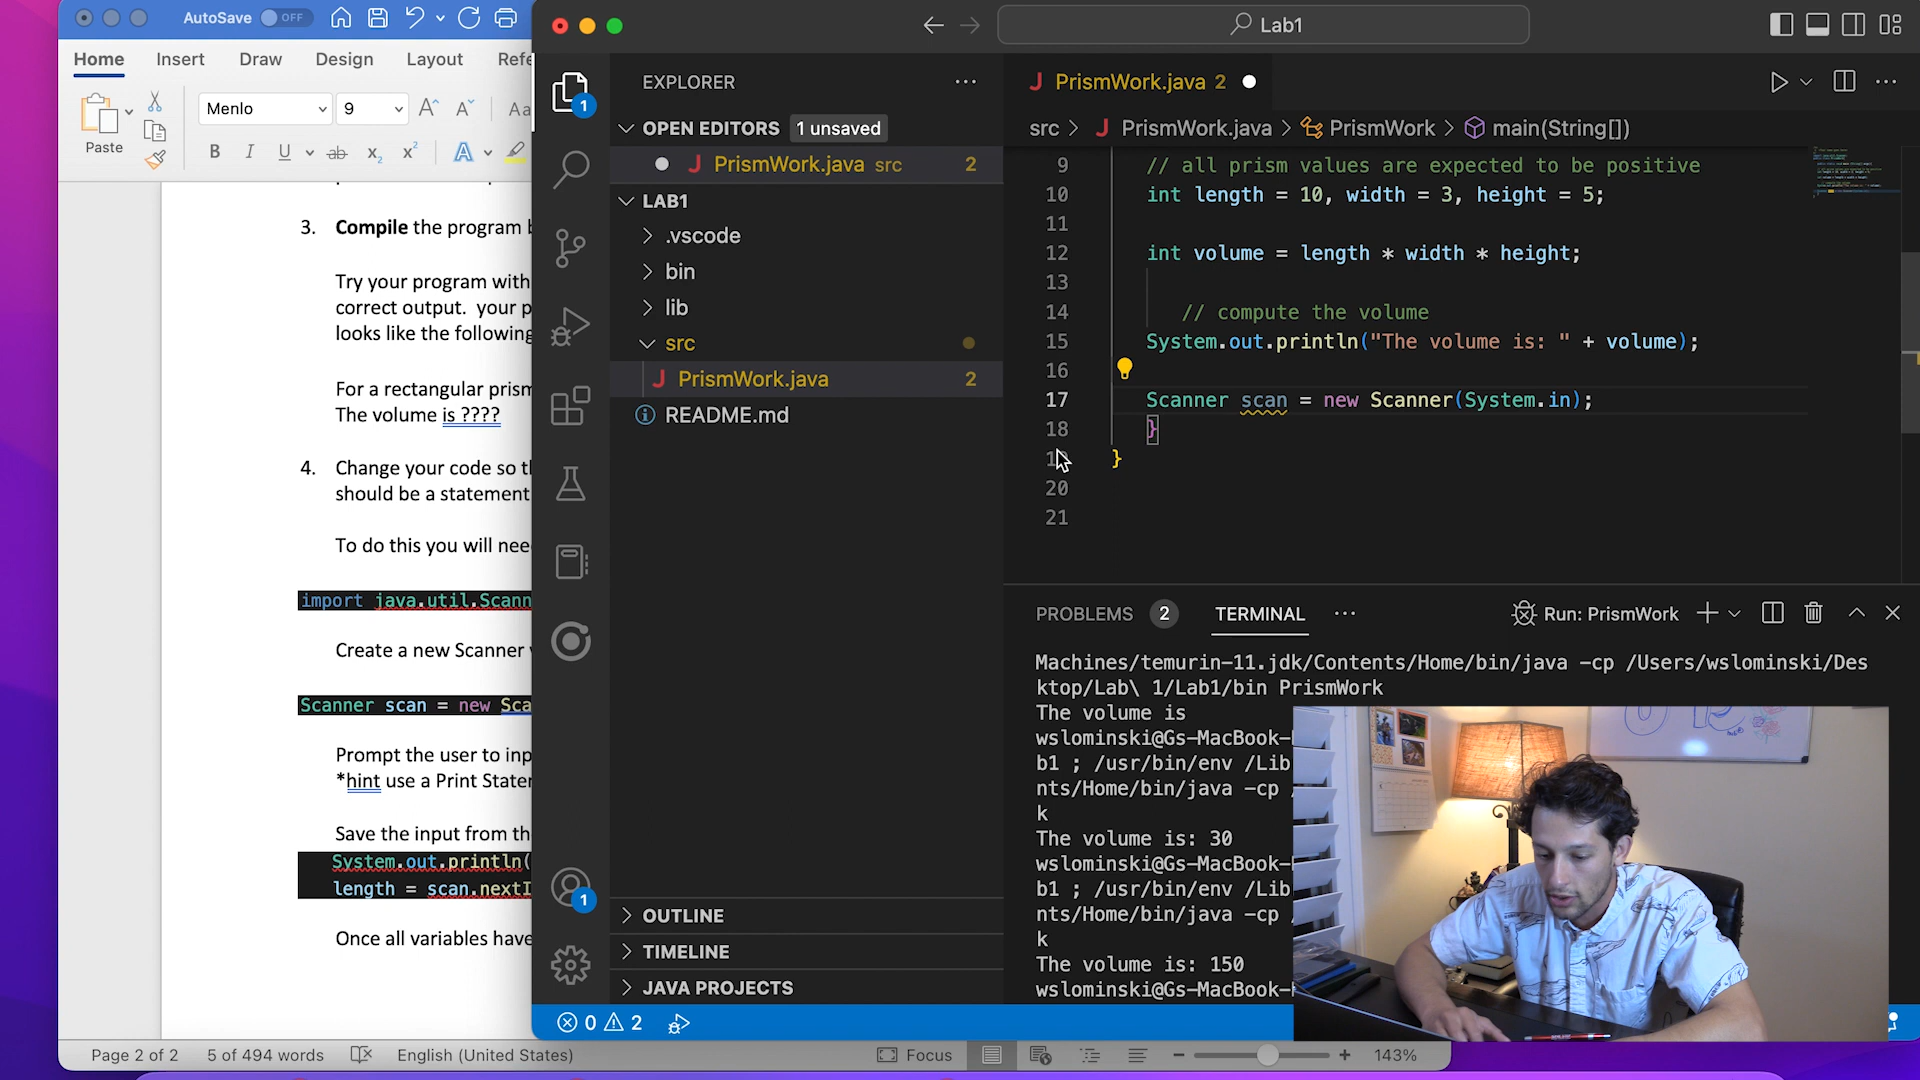 AutoSave OFF
Home Insert Draw Design Layout Refe
Paste
Menlo 9
B I U ab x₂ x² A
3. Compile the program b
Try your program with
correct output. your p
looks like the following
For a rectangular prism
The volume is ????
4. Change your code so th
should be a statement
To do this you will nee
import java.util.Scann
Create a new Scanner
Scanner scan = new Sca
Prompt the user to inp
*hint use a Print Stater
Save the input from th
System.out.println(
length = scan.nextI
Once all variables have
Page 2 of 2 5 of 494 words English (United States) Focus 143%
Lab1
1
EXPLORER
OPEN EDITORS 1 unsaved
PrismWork.java src 2
LAB1
.vscode
bin
lib
src
PrismWork.java 2
README.md
OUTLINE
TIMELINE
JAVA PROJECTS
1
0 2
PrismWork.java 2
src > PrismWork.java > PrismWork > main(String[])
9 // all prism values are expected to be positive
10 int length = 10, width = 3, height = 5;
11
12 int volume = length * width * height;
13
14 // compute the volume
15 System.out.println("The volume is: " + volume);
16
17 Scanner scan = new Scanner(System.in);
18 }
}
20
21
PROBLEMS 2 TERMINAL Run: PrismWork
Machines/temurin-11.jdk/Contents/Home/bin/java -cp /Users/wslominski/Des
ktop/Lab\ 1/Lab1/bin PrismWork
The volume is
wslominski@Gs-MacBook-
b1 ; /usr/bin/env /Lib
nts/Home/bin/java -cp
k
The volume is: 30
wslominski@Gs-MacBook-
b1 ; /usr/bin/env /Lib
nts/Home/bin/java -cp
k
The volume is: 150
wslominski@Gs-MacBook-